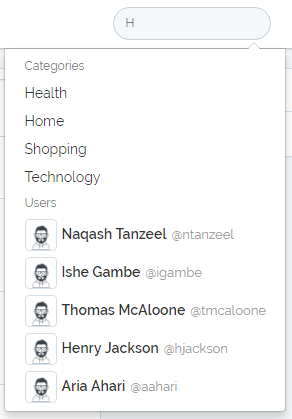 H
Categories
Health
Home
Shopping
Technology
Users
Naqash Tanzeel @ntanzeel
Ishe Gambe @igambe
Thomas McAloone @tmcaloone
Henry Jackson @hjackson
Aria Ahari @aahari